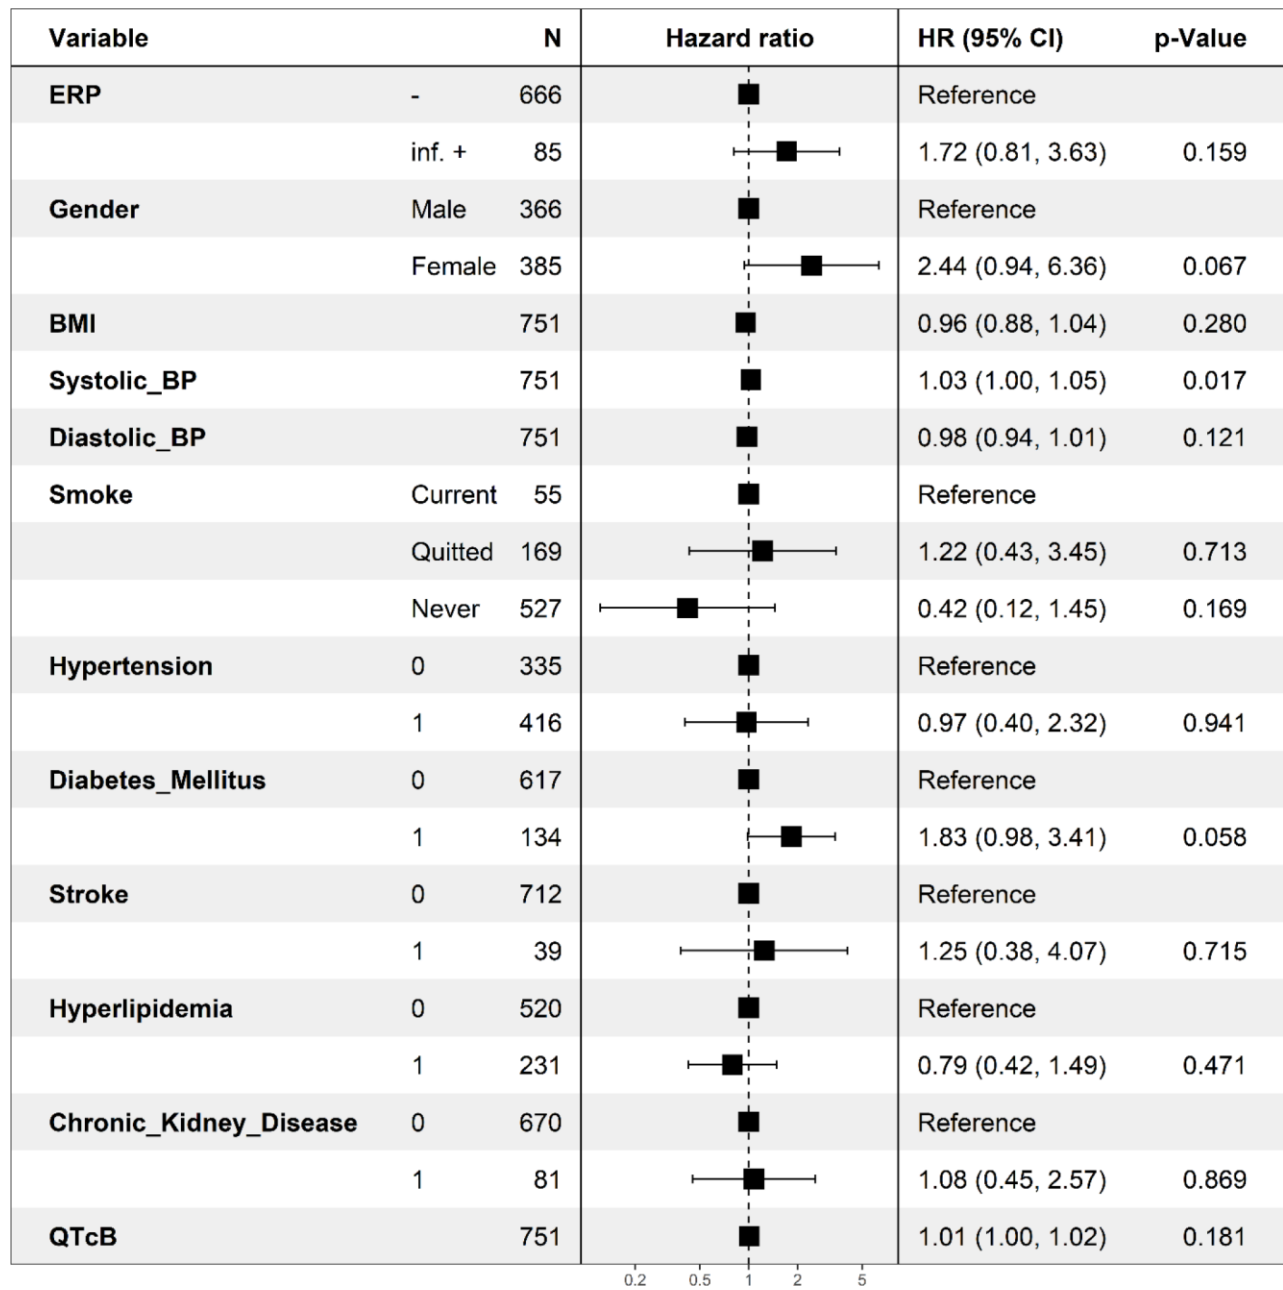 Variable N Hazard ratio HR (95% CI) p-Value
ERP - 666 Reference
inf. + 85 1.72 (0.81, 3.63) 0.159
Gender Male 366 Reference
Female 385 2.44 (0.94, 6.36) 0.067
BMI 751 0.96 (0.88, 1.04) 0.280
Systolic_BP 751 1.03 (1.00, 1.05) 0.017
Diastolic_BP 751 0.98 (0.94, 1.01) 0.121
Smoke Current 55 Reference
Quitted 169 1.22 (0.43, 3.45) 0.713
Never 527 0.42 (0.12, 1.45) 0.169
Hypertension 0 335 Reference
1 416 0.97 (0.40, 2.32) 0.941
Diabetes_Mellitus 0 617 Reference
1 134 1.83 (0.98, 3.41) 0.058
Stroke 0 712 Reference
1 39 1.25 (0.38, 4.07) 0.715
Hyperlipidemia 0 520 Reference
1 231 0.79 (0.42, 1.49) 0.471
Chronic_Kidney_Disease 0 670 Reference
1 81 1.08 (0.45, 2.57) 0.869
QTcB 751 1.01 (1.00, 1.02) 0.181
0.2 0.5 1 2 5